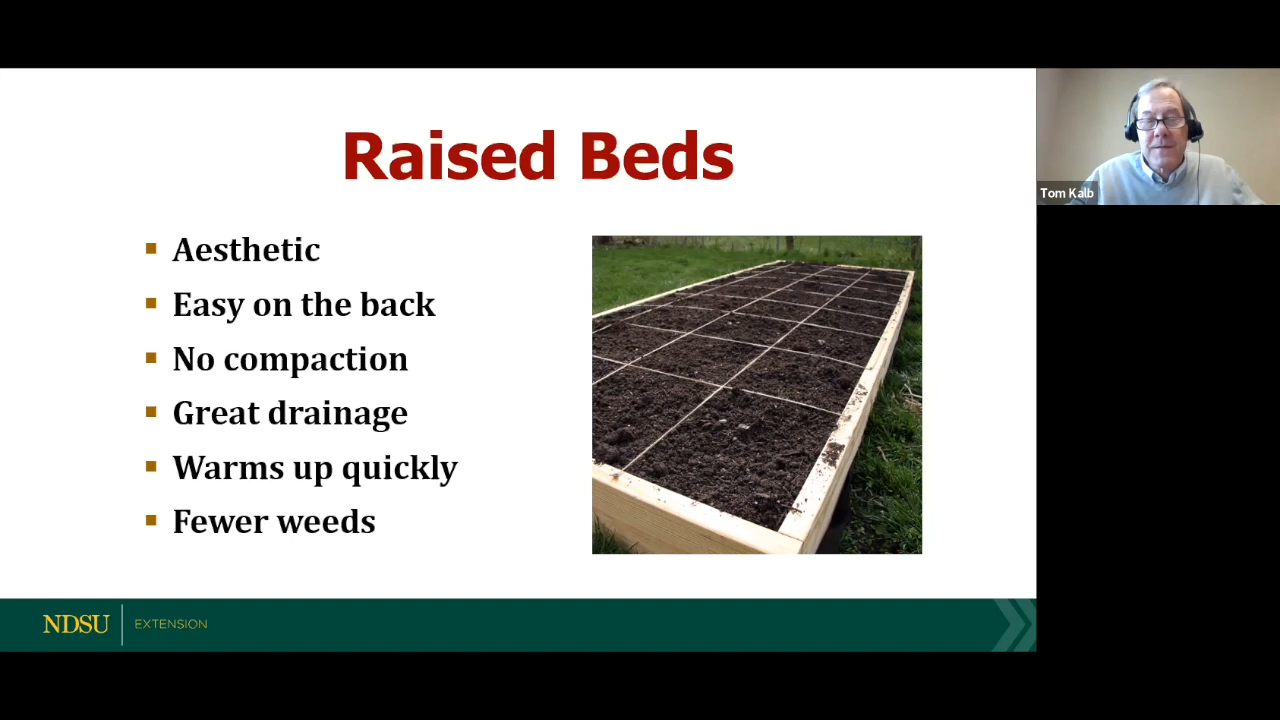 Raised Beds
Aesthetic
Easy on the back
No compaction
Great drainage
Warms up quickly
Fewer weeds
NDSU EXTENSION
Tom Kalb